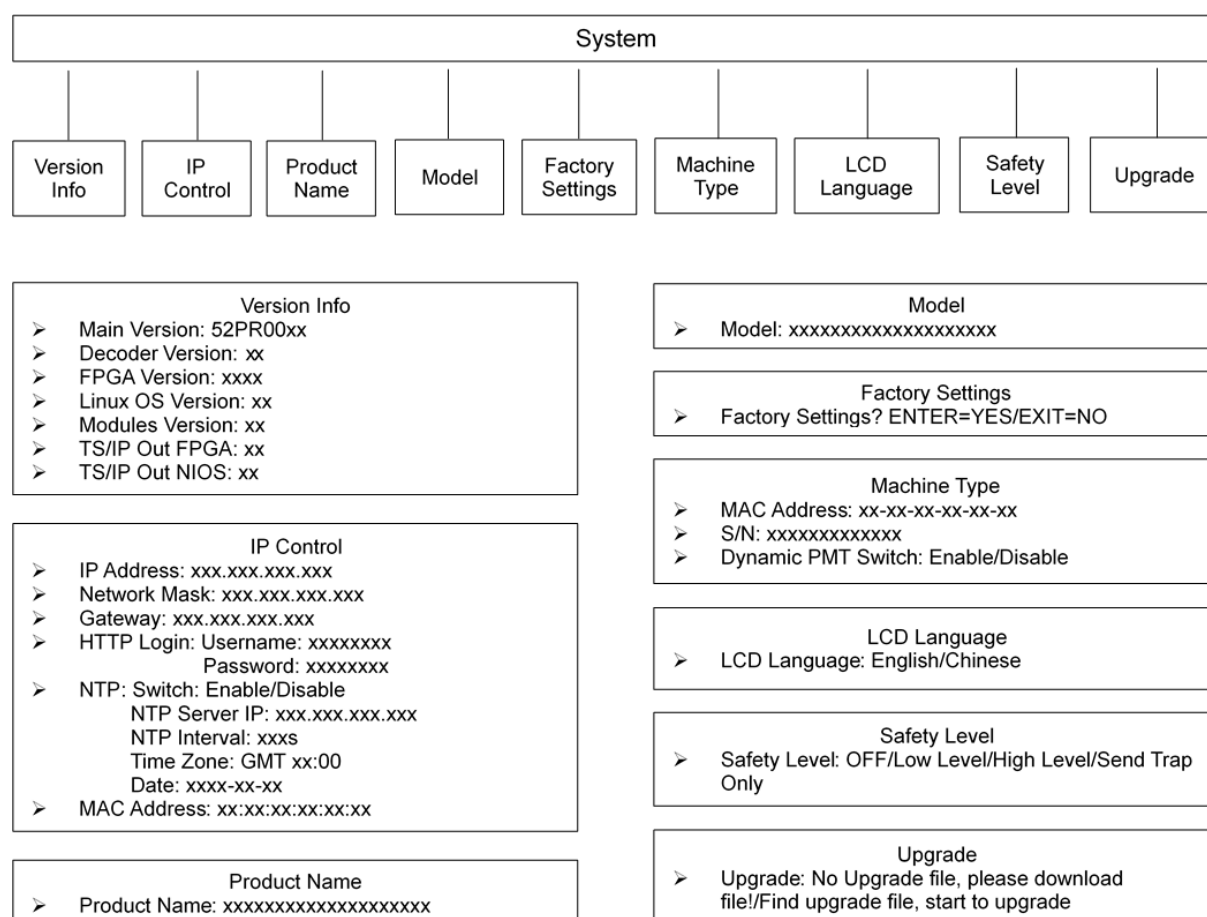 System
Version
Info
IP
Control
Product
Name
Model
Factory
Settings
Machine
Type
LCD
Language
Safety
Level
Upgrade
Version Info
➢ Main Version: 52PR00xx
➢ Decoder Version: xx
➢ FPGA Version: xxxx
➢ Linux OS Version: xx
➢ Modules Version: xx
➢ TS/IP Out FPGA: xx
➢ TS/IP Out NIOS: xx
IP Control
➢ IP Address: xxx.xxx.xxx.xxx
➢ Network Mask: xxx.xxx.xxx.xxx
➢ Gateway: xxx.xxx.xxx.xxx
➢ HTTP Login: Username: xxxxxxxx
Password: xxxxxxxx
➢ NTP: Switch: Enable/Disable
NTP Server IP: xxx.xxx.xxx.xxx
NTP Interval: xxxs
Time Zone: GMT xx:00
Date: xxxx-xx-xx
➢ MAC Address: xx:xx:xx:xx:xx:xx
Product Name
➢ Product Name: xxxxxxxxxxxxxxxxxxxx
Model
➢ Model: xxxxxxxxxxxxxxxxxxxx
Factory Settings
➢ Factory Settings? ENTER=YES/EXIT=NO
Machine Type
➢ MAC Address: xx-xx-xx-xx-xx-xx
➢ S/N: xxxxxxxxxxxxx
➢ Dynamic PMT Switch: Enable/Disable
LCD Language
➢ LCD Language: English/Chinese
Safety Level
➢ Safety Level: OFF/Low Level/High Level/Send Trap
Only
Upgrade
➢ Upgrade: No Upgrade file, please download
file!/Find upgrade file, start to upgrade